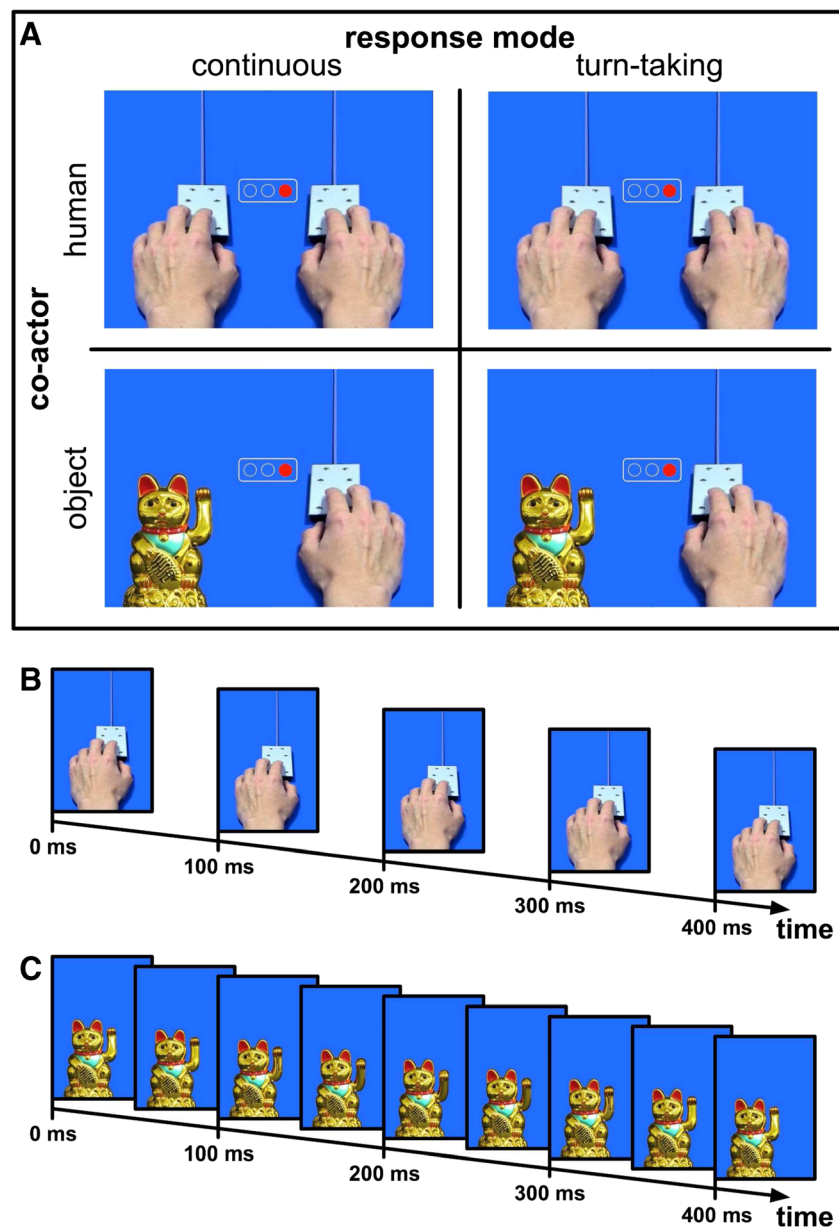 A
response mode
continuous turn-taking
human
co-actor
object
B
0 ms
100 ms
200 ms
300 ms
400 ms
time
C
0 ms
100 ms
200 ms
300 ms
400 ms
time